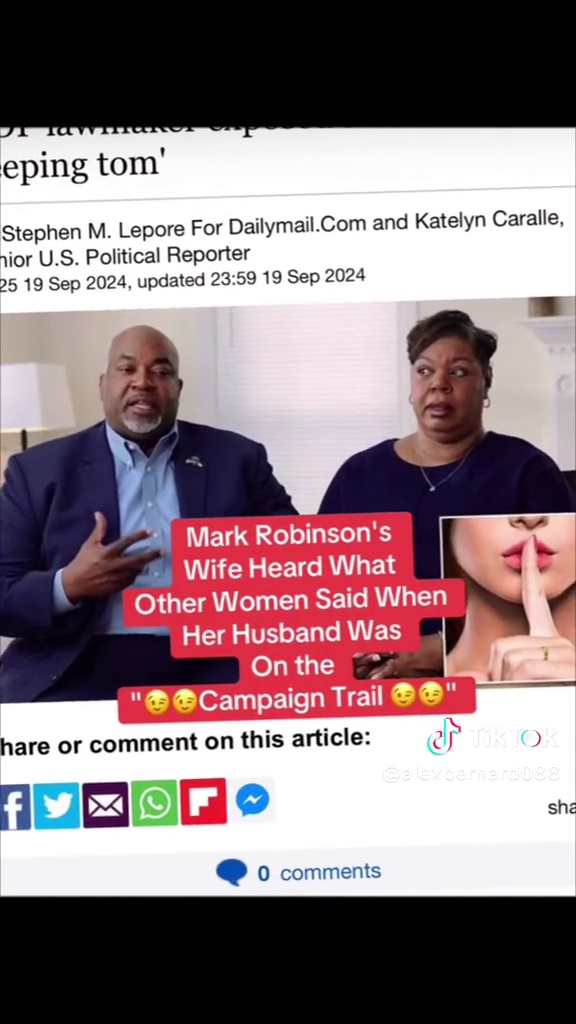 eeping tom'
Stephen M. Lepore For Dailymail.Com and Katelyn Caralle,
nior U.S. Political Reporter
25 19 Sep 2024, updated 23:59 19 Sep 2024
Mark Robinson's
Wife Heard What
Other Women Said When
Her Husband Was
On the
"😉😉Campaign Trail 😉😉"
hare or comment on this article:
TikTok
@alexbernard088
sha
0 comments